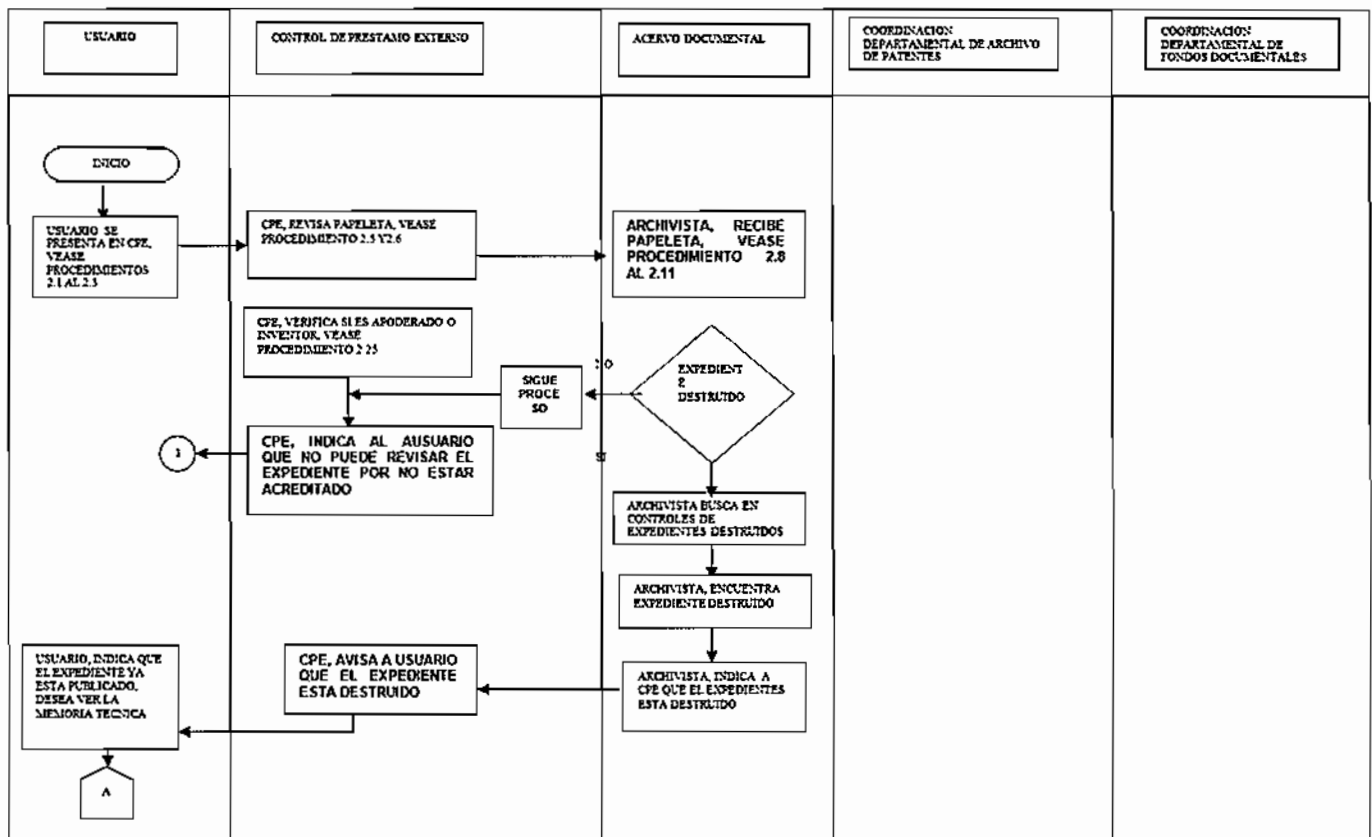 USUARIO
CONTROL DE PRESTAMO EXTERNO
ACERVO DOCUMENTAL
COORDINACION
DEPARTAMENTAL DE ARCHIVO
DE PATENTES
COORDINACION
DEPARTAMENTAL DE
FONDOS DOCUMENTALES
INICIO
USUARIO SE
PRESENTA EN CPE,
VEASE
PROCEDIMIENTOS
2.1 AL 2.3
CPE, REVISA PAPELETA, VEASE
PROCEDIMIENTO 2.5 Y2.6
ARCHIVISTA, RECIBE
PAPELETA, VEASE
PROCEDIMIENTO 2.8
AL 2.11
CPE, VERIFICA SI ES APODERADO O
INVENTOR, VEASE
PROCEDIMIENTO 2 25
SIGUE
PROCE
SO
EXPEDIENT
E
DESTRUIDO
CPE, INDICA AL AUSUARIO
QUE NO PUEDE REVISAR EL
EXPEDIENTE POR NO ESTAR
ACREDITADO
ARCHIVISTA BUSCA EN
CONTROLES DE
EXPEDIENTES DESTRUIDOS
ARCHIVISTA, ENCUENTRA
EXPEDIENTE DESTRUIDO
USUARIO, INDICA QUE
EL EXPEDIENTE YA
ESTA PUBLICADO,
DESEA VER LA
MEMORIA TECNICA
CPE, AVISA A USUARIO
QUE EL EXPEDIENTE
ESTA DESTRUIDO
ARCHIVISTA, INDICA A
CPE QUE EL EXPEDIENTES
ESTA DESTRUIDO
A